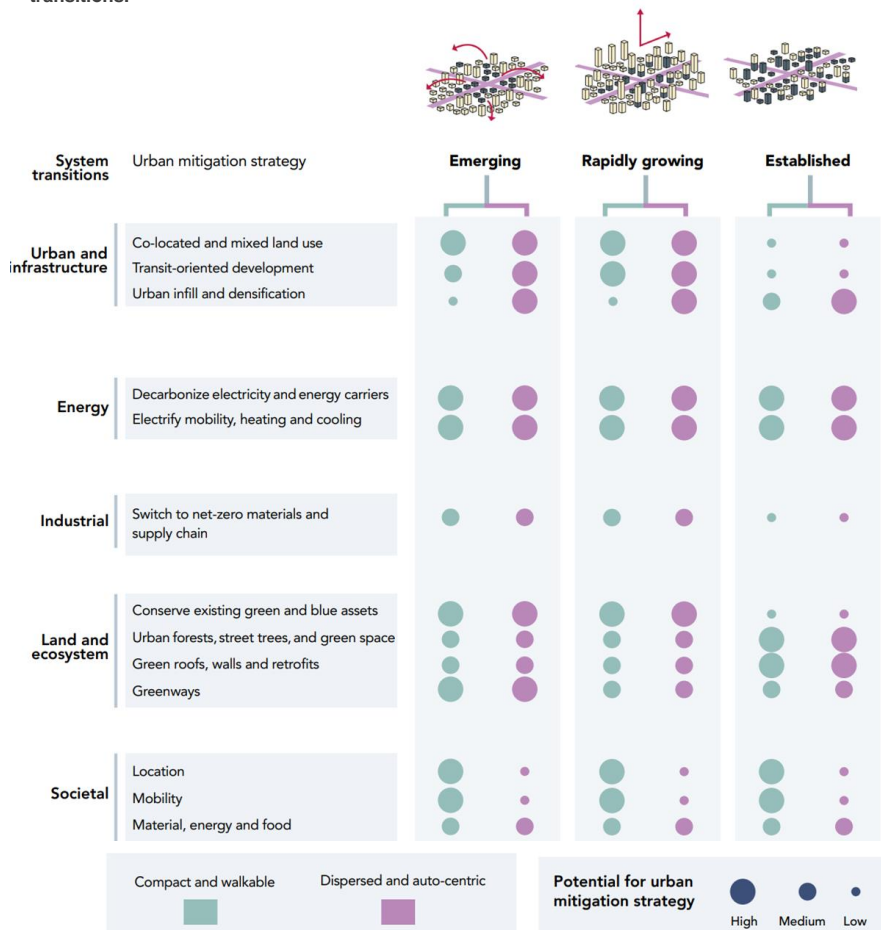 transitions.
System transitions
Urban mitigation strategy
Emerging
Rapidly growing
Established
Urban and infrastructure
Co-located and mixed land use
Transit-oriented development
Urban infill and densification
Energy
Decarbonize electricity and energy carriers
Electrify mobility, heating and cooling
Industrial
Switch to net-zero materials and
supply chain
Land and ecosystem
Conserve existing green and blue assets
Urban forests, street trees, and green space
Green roofs, walls and retrofits
Greenways
Societal
Location
Mobility
Material, energy and food
Compact and walkable
Dispersed and auto-centric
Potential for urban
mitigation strategy
High
Medium
Low